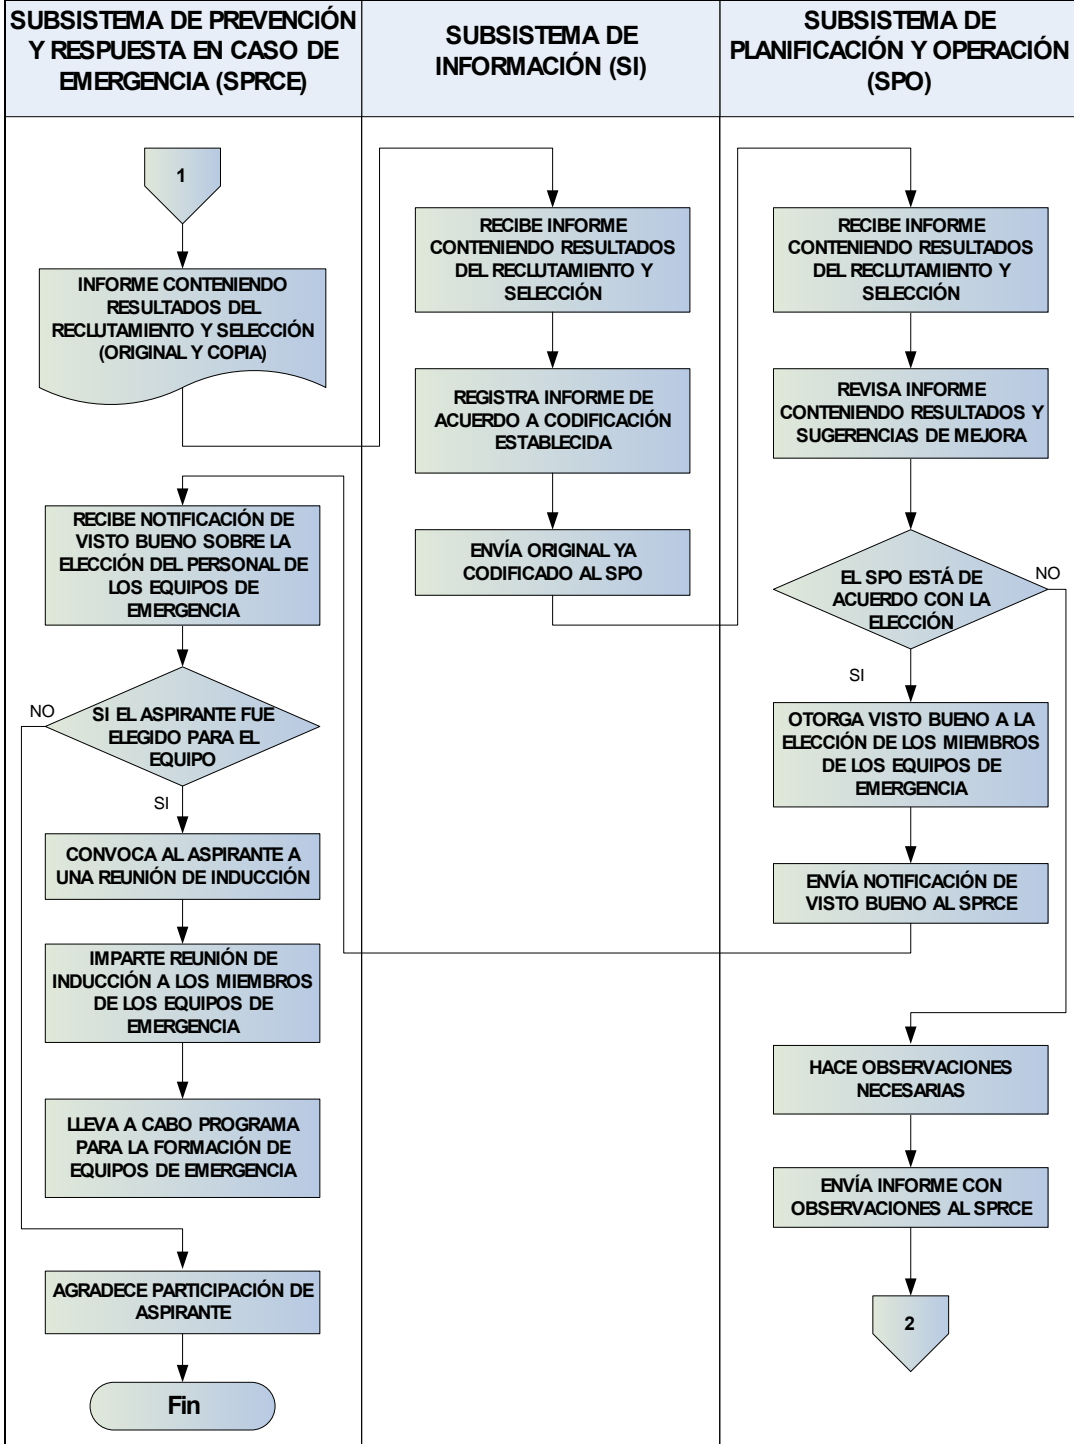 SUBSISTEMA DE PREVENCIÓN
Y RESPUESTA EN CASO DE
EMERGENCIA (SPRCE)
SUBSISTEMA DE
INFORMACIÓN (SI)
SUBSISTEMA DE
PLANIFICACIÓN Y OPERACIÓN
(SPO)
1
INFORME CONTENIENDO
RESULTADOS DEL
RECLUTAMIENTO Y SELECCIÓN
(ORIGINAL Y COPIA)
RECIBE NOTIFICACIÓN DE
VISTO BUENO SOBRE LA
ELECCIÓN DEL PERSONAL DE
LOS EQUIPOS DE
EMERGENCIA
NO
SI EL ASPIRANTE FUE
ELEGIDO PARA EL
EQUIPO
SI
CONVOCA AL ASPIRANTE A
UNA REUNIÓN DE INDUCCIÓN
IMPARTE REUNIÓN DE
INDUCCIÓN A LOS MIEMBROS
DE LOS EQUIPOS DE
EMERGENCIA
LLEVA A CABO PROGRAMA
PARA LA FORMACIÓN DE
EQUIPOS DE EMERGENCIA
AGRADECE PARTICIPACIÓN DE
ASPIRANTE
Fin
RECIBE INFORME
CONTENIENDO RESULTADOS
DEL RECLUTAMIENTO Y
SELECCIÓN
REGISTRA INFORME DE
ACUERDO A CODIFICACIÓN
ESTABLECIDA
ENVÍA ORIGINAL YA
CODIFICADO AL SPO
RECIBE INFORME
CONTENIENDO RESULTADOS
DEL RECLUTAMIENTO Y
SELECCIÓN
REVISA INFORME
CONTENIENDO RESULTADOS Y
SUGERENCIAS DE MEJORA
EL SPO ESTÁ DE
ACUERDO CON LA
ELECCIÓN
NO
SI
OTORGA VISTO BUENO A LA
ELECCIÓN DE LOS MIEMBROS
DE LOS EQUIPOS DE
EMERGENCIA
ENVÍA NOTIFICACIÓN DE
VISTO BUENO AL SPRCE
HACE OBSERVACIONES
NECESARIAS
ENVÍA INFORME CON
OBSERVACIONES AL SPRCE
2